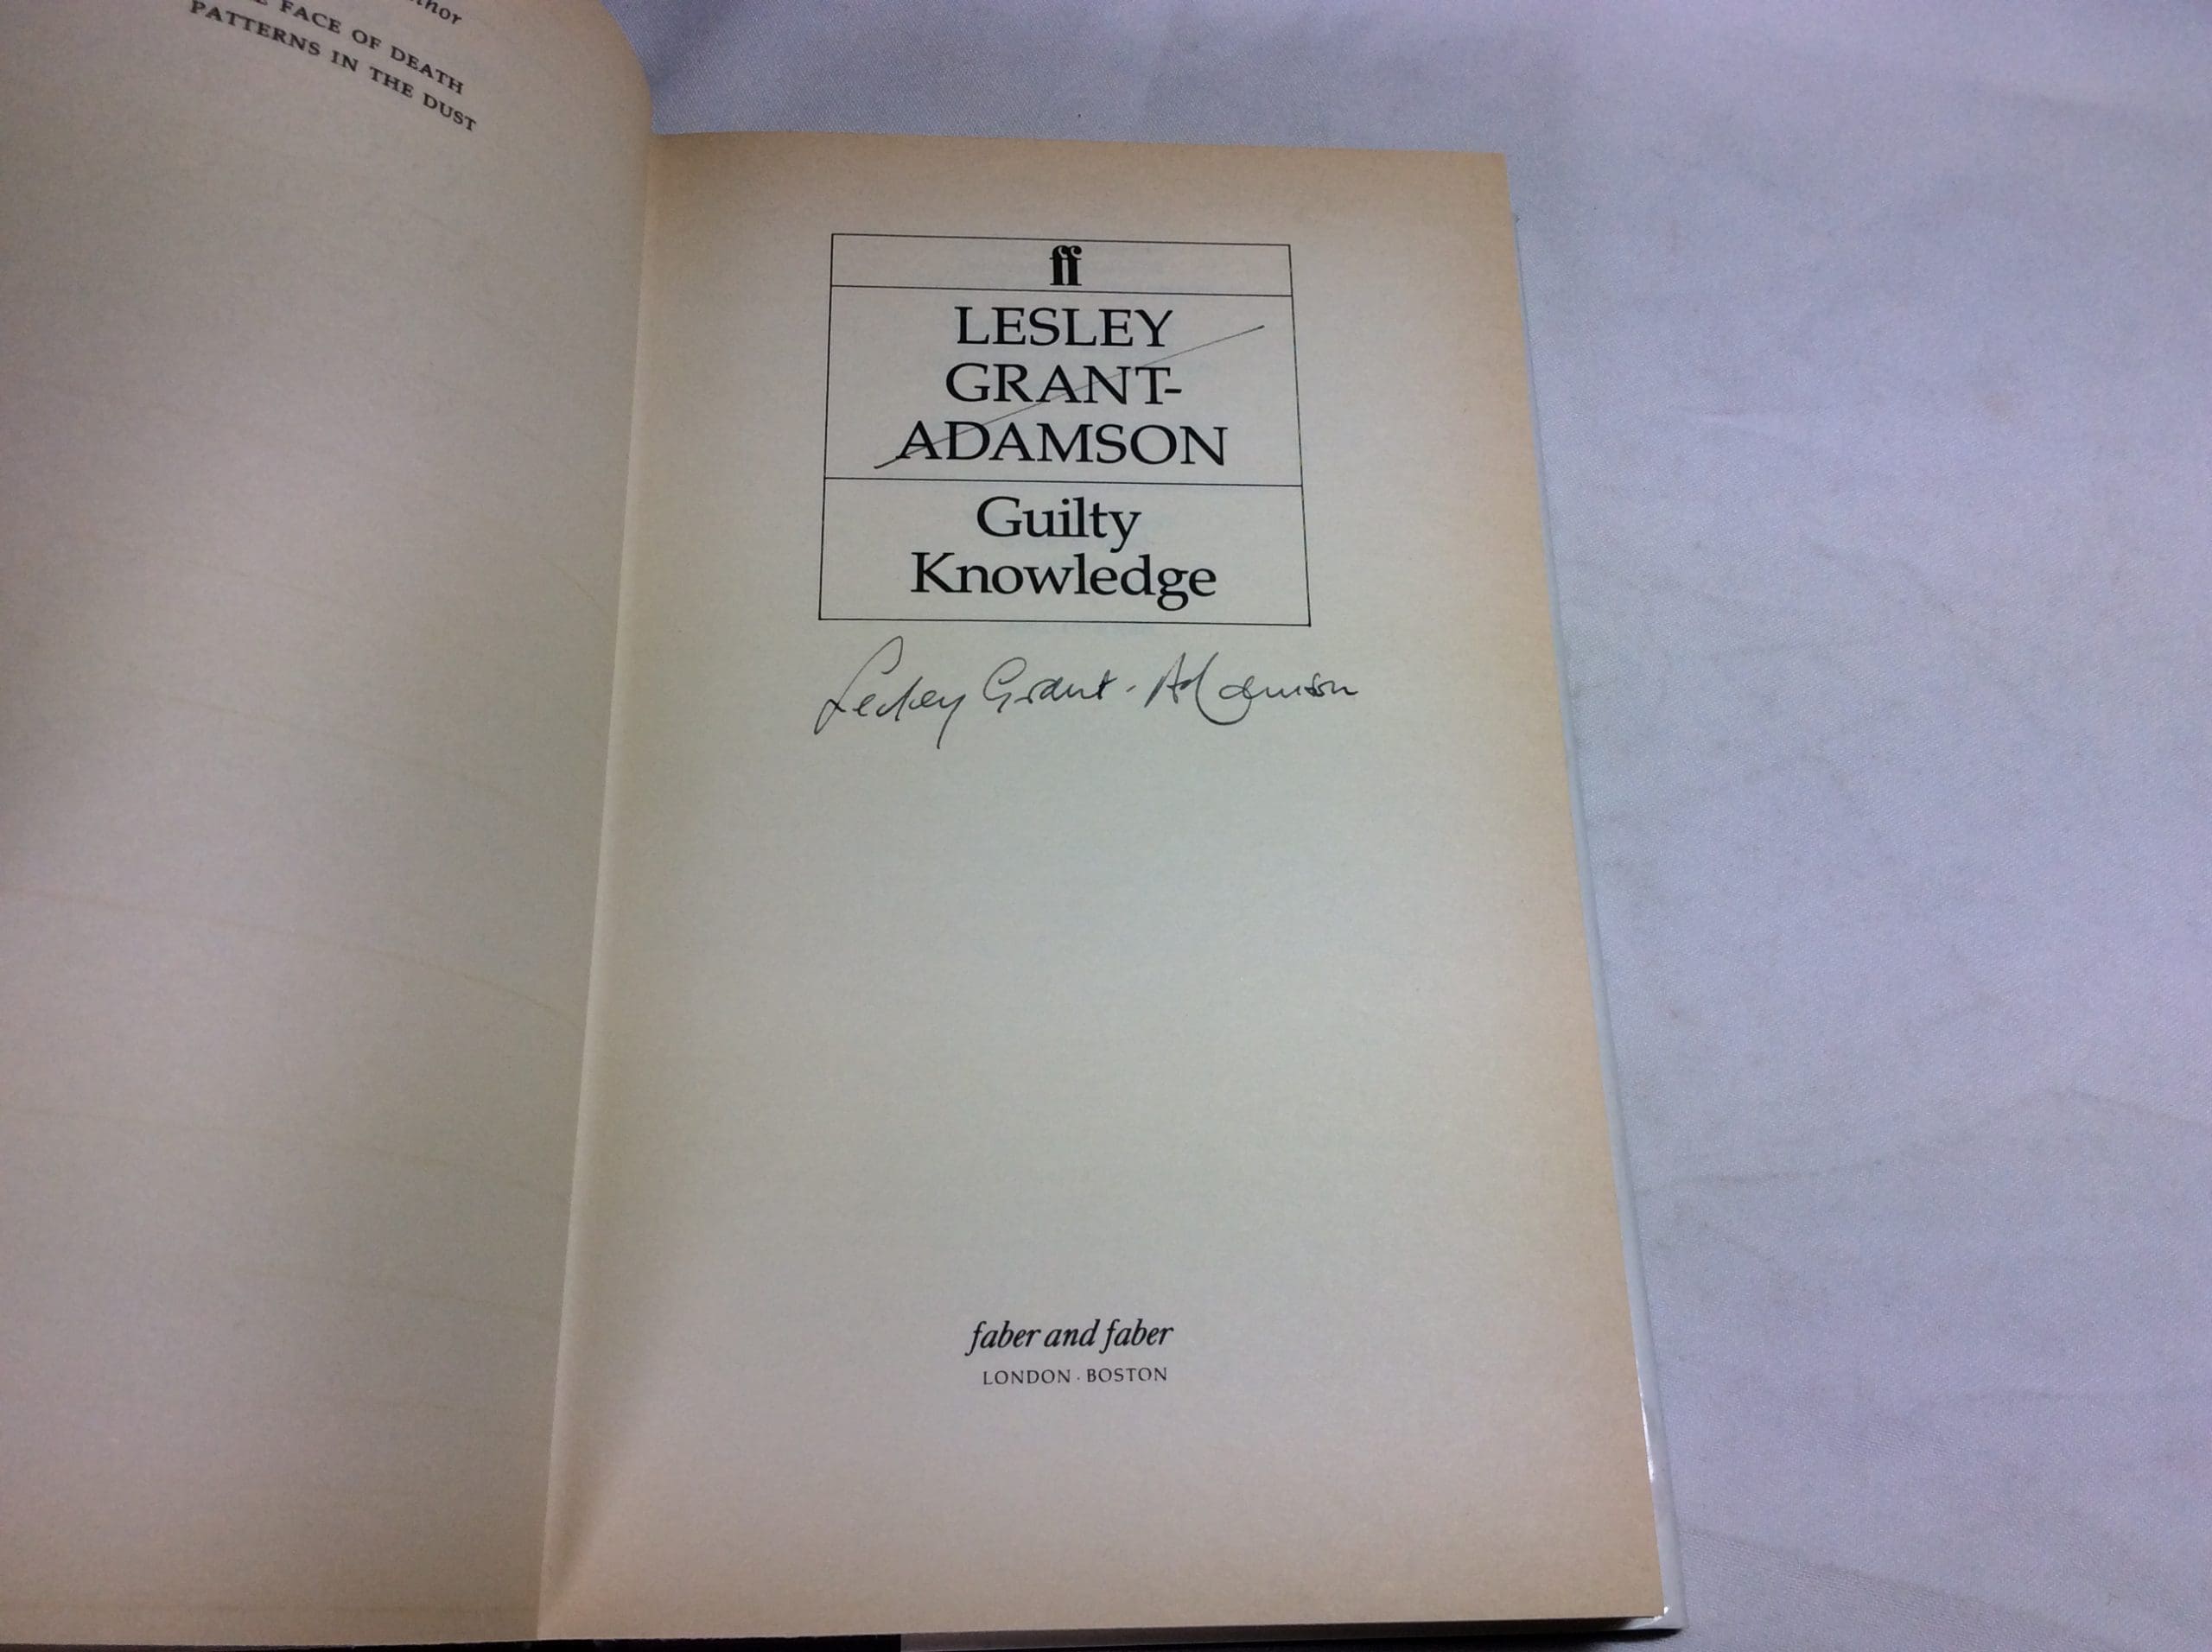 FACE OF DEATH
PATTERNS IN THE DUST
ff
LESLEY
GRANT-
ADAMSON
Guilty
Knowledge
Lesley Grant-Adamson
faber and faber
LONDON · BOSTON